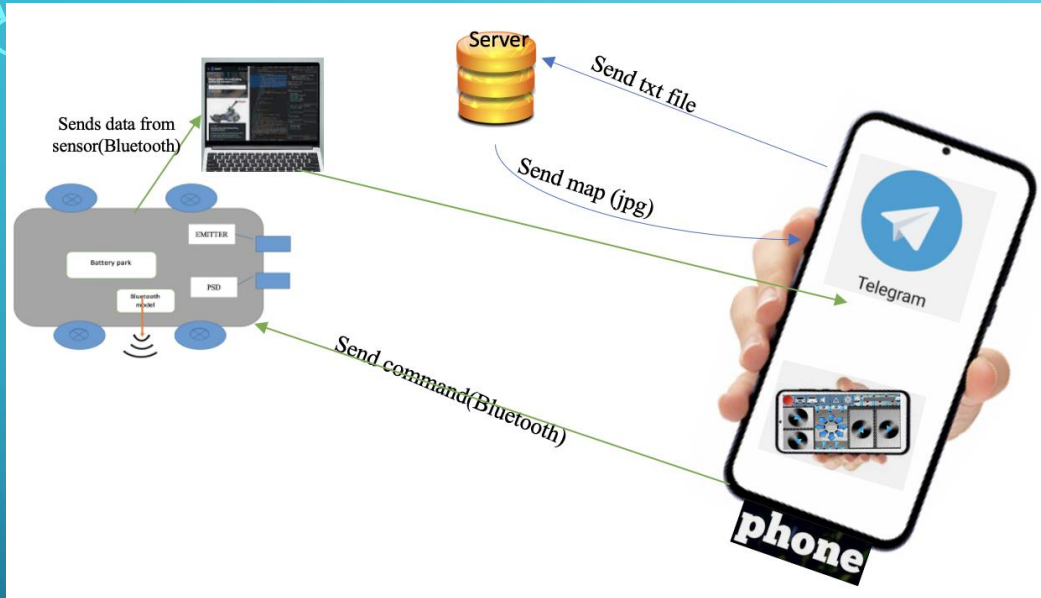 Server
Send txt file
Sends data from
sensor(Bluetooth)
Send map (jpg)
EMITTER
Battery park
PSD
Bluetooth
model
Telegram
Send command(Bluetooth)
phone